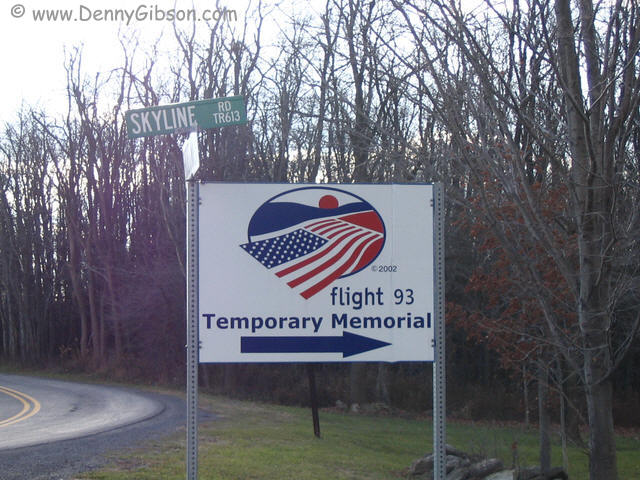 © www.DennyGibson.com
SKYLINE RD
TR613
©2002
flight 93
Temporary Memorial